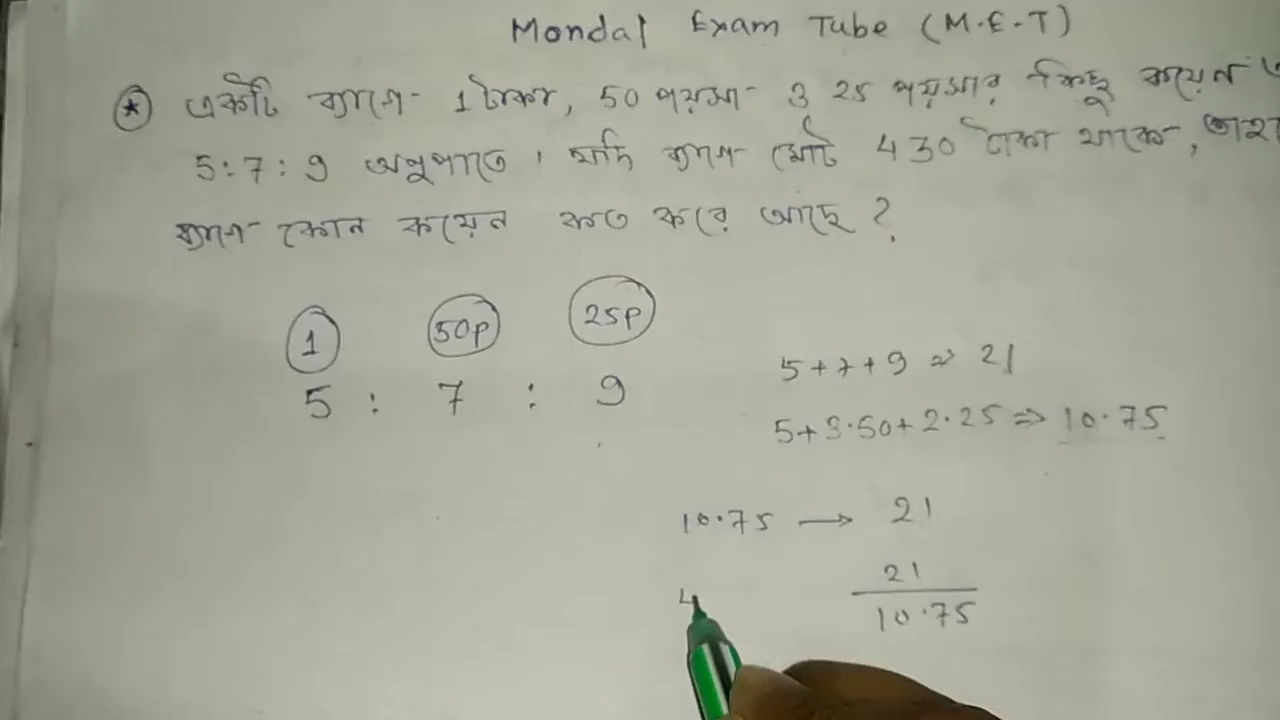 Mondal Exam Tube (M.E.T)
* একটি ব্যাগে 1 টাকা, 50 পয়সা ও 25 পয়সার কিছু কয়েন
5:7:9 অনুপাতে। যদি ব্যাগে মোট 430 টাকা থাকে,
ব্যাগে কোন কয়েন কত করে আছে?
1 50p 25p
5 : 7 : 9
5+7+9 ⇒ 21
5+3.50+2.25 ⇒ 10.75
10.75 → 21
21
10.75
4